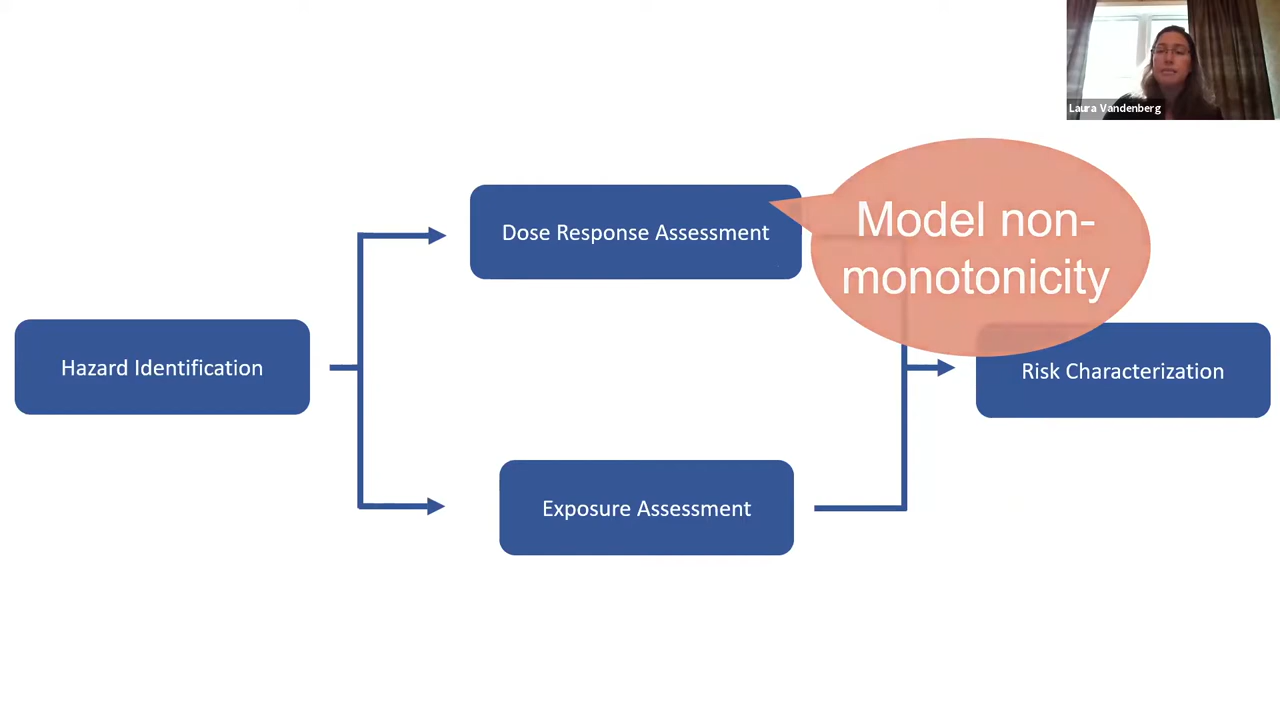 Laura Vandenberg
Dose Response Assessment
Model non-
monotonicity
Hazard Identification
Risk Characterization
Exposure Assessment